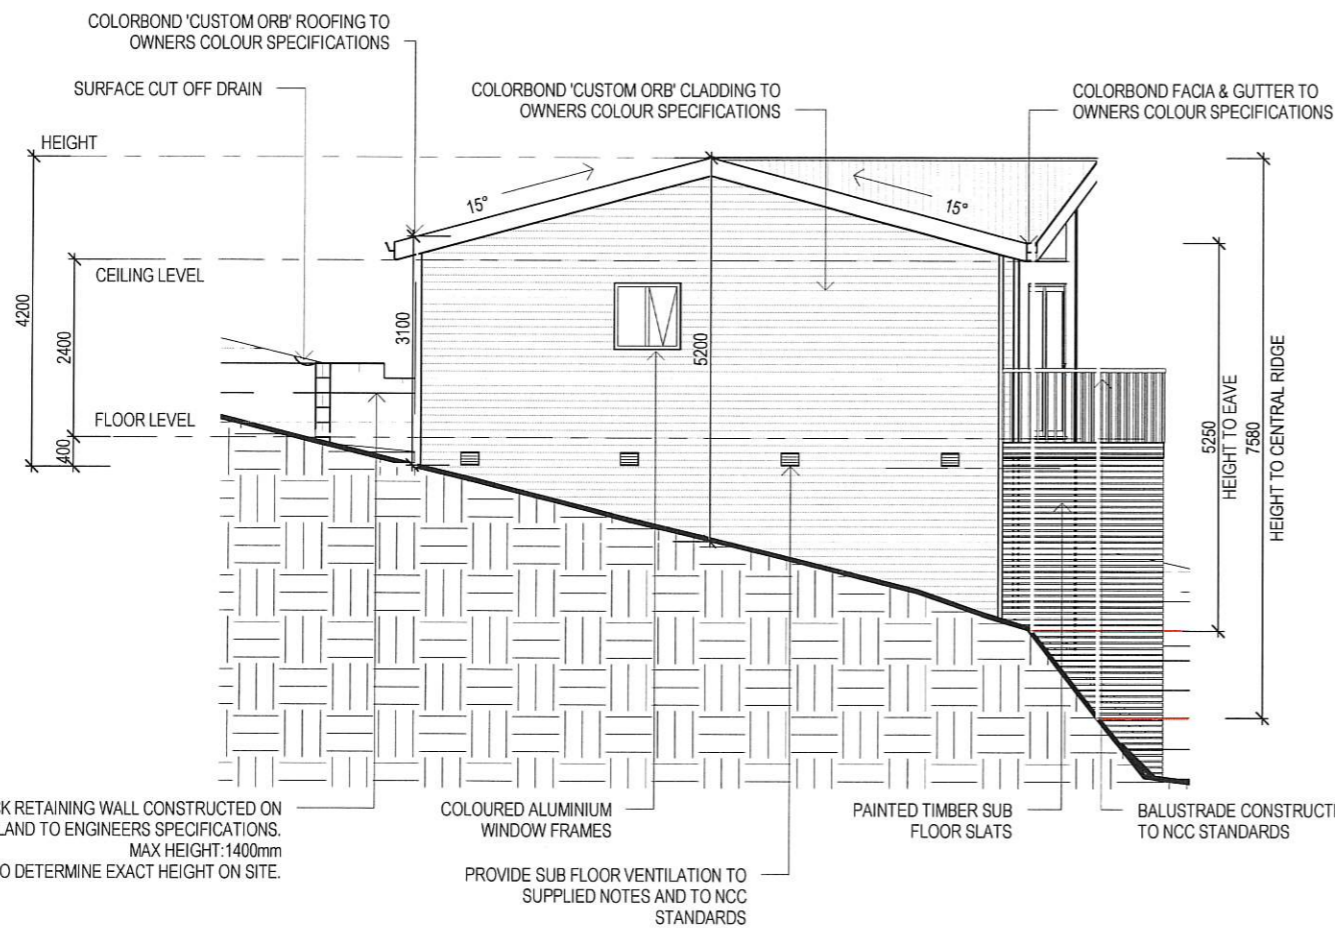 COLORBOND 'CUSTOM ORB' ROOFING TO
OWNERS COLOUR SPECIFICATIONS
SURFACE CUT OFF DRAIN
COLORBOND 'CUSTOM ORB' CLADDING TO
OWNERS COLOUR SPECIFICATIONS
COLORBOND FACIA & GUTTER TO
OWNERS COLOUR SPECIFICATIONS
HEIGHT
15°
15°
CEILING LEVEL
4200
2400
3100
5200
FLOOR LEVEL
400
5250
HEIGHT TO EAVE
7580
HEIGHT TO CENTRAL RIDGE
CK RETAINING WALL CONSTRUCTED ON
LAND TO ENGINEERS SPECIFICATIONS.
MAX HEIGHT:1400mm
O DETERMINE EXACT HEIGHT ON SITE.
COLOURED ALUMINIUM
WINDOW FRAMES
PROVIDE SUB FLOOR VENTILATION TO
SUPPLIED NOTES AND TO NCC
STANDARDS
PAINTED TIMBER SUB
FLOOR SLATS
BALUSTRADE CONSTRUCTI
TO NCC STANDARDS